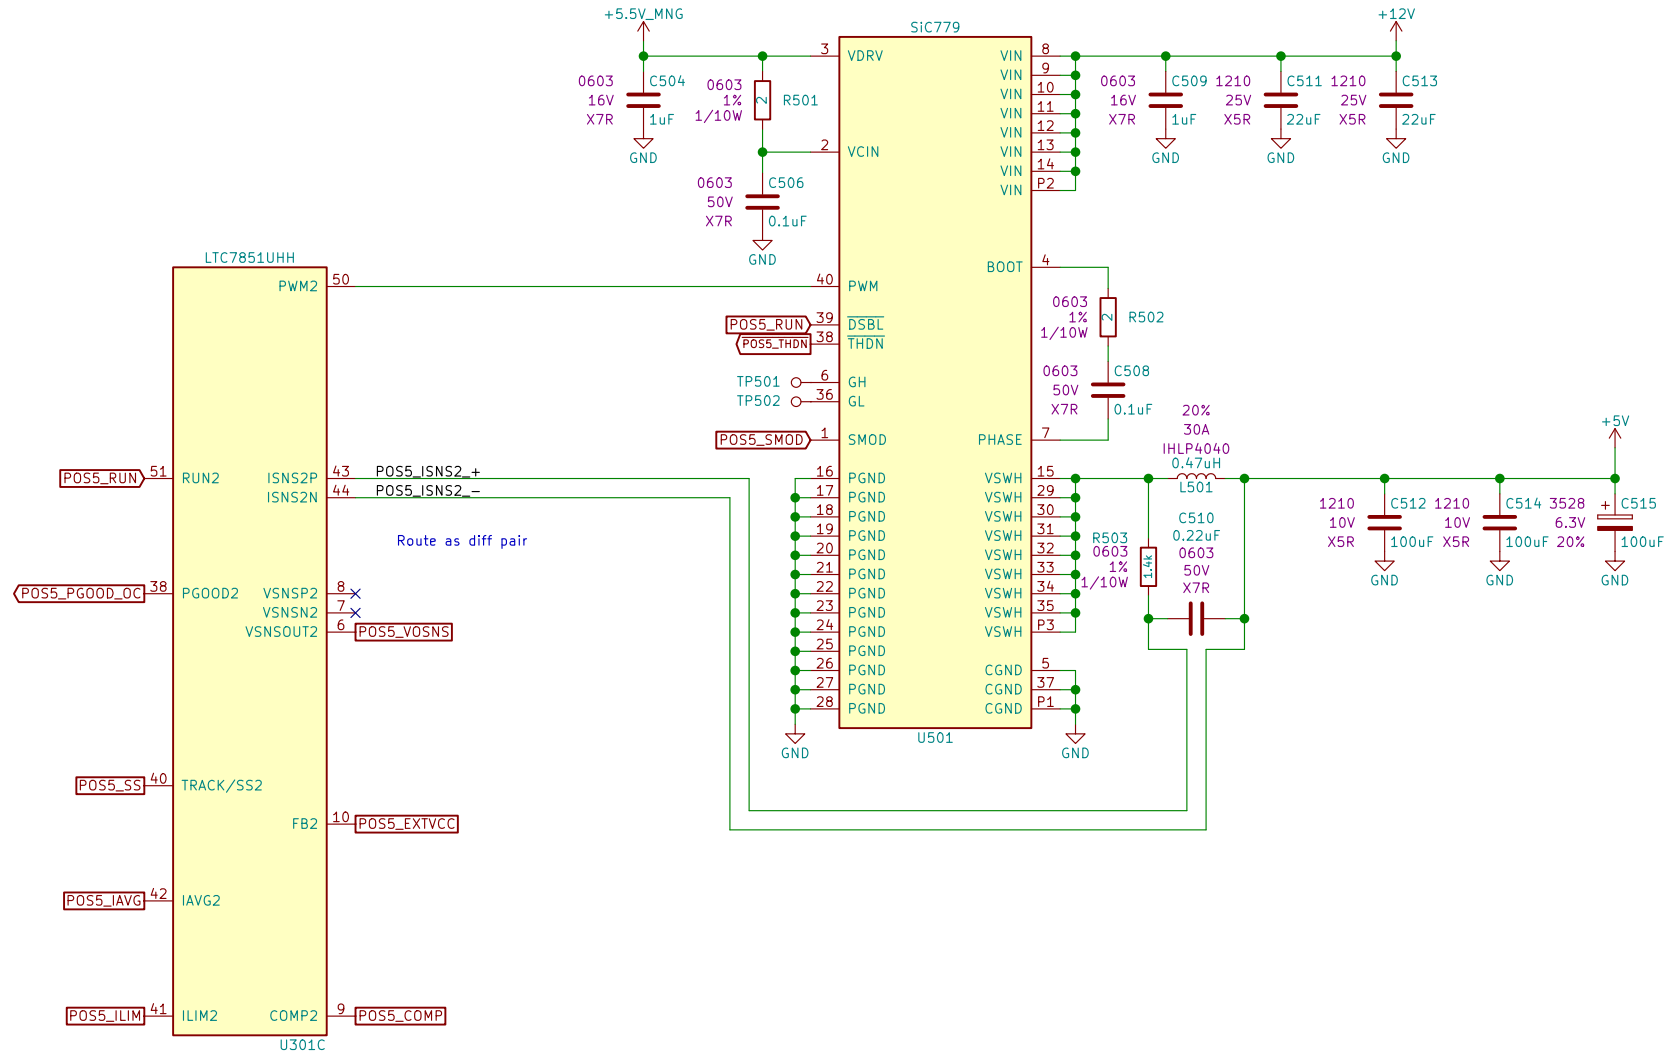 +5.5V_MNG
SiC779
+12V
3 VDRV
VIN 8
0603 C504
16V
X7R 1uF
GND
0603
1%
1/10W
2
R501
VIN 9
VIN 10
VIN 11
VIN 12
VIN 13
VIN 14
VIN P2
0603 C509
16V
X7R 1uF
GND
1210 C511
25V
X5R 22uF
GND
1210 C513
25V
X5R 22uF
GND
2 VCIN
0603 C506
50V
X7R 0.1uF
GND
LTC7851UHH
PWM2 50
40 PWM
BOOT 4
0603
1%
1/10W
2
R502
POS5_RUN 39 DSBL
POS5_THDN 38 THDN
TP501 6 GH
TP502 36 GL
0603 C508
50V
X7R 0.1uF
POS5_SMOD 1 SMOD
PHASE 7
20%
30A
IHLP4040
0.47uH
L501
+5V
POS5_RUN 51 RUN2
ISNS2P 43 POS5_ISNS2_+
ISNS2N 44 POS5_ISNS2_-
Route as diff pair
16 PGND
17 PGND
18 PGND
19 PGND
20 PGND
21 PGND
22 PGND
23 PGND
24 PGND
25 PGND
26 PGND
27 PGND
28 PGND
GND
VSWH 15
VSWH 29
VSWH 30
VSWH 31
VSWH 32
VSWH 33
VSWH 34
VSWH 35
VSWH P3
CGND 5
CGND 37
CGND P1
GND
U501
R503
0603
1%
1/10W
1.4k
C510
0.22uF
0603
50V
X7R
1210 C512
10V
X5R 100uF
GND
1210 C514
10V
X5R 100uF
GND
3528 + C515
6.3V
20% 100uF
GND
POS5_PGOOD_OC 38 PGOOD2
VSNSP2 8
VSNSN2 7
VSNSOUT2 6 POS5_VOSNS
POS5_SS 40 TRACK/SS2
FB2 10 POS5_EXTVCC
POS5_IAVG 42 IAVG2
POS5_ILIM 41 ILIM2
COMP2 9 POS5_COMP
U301C